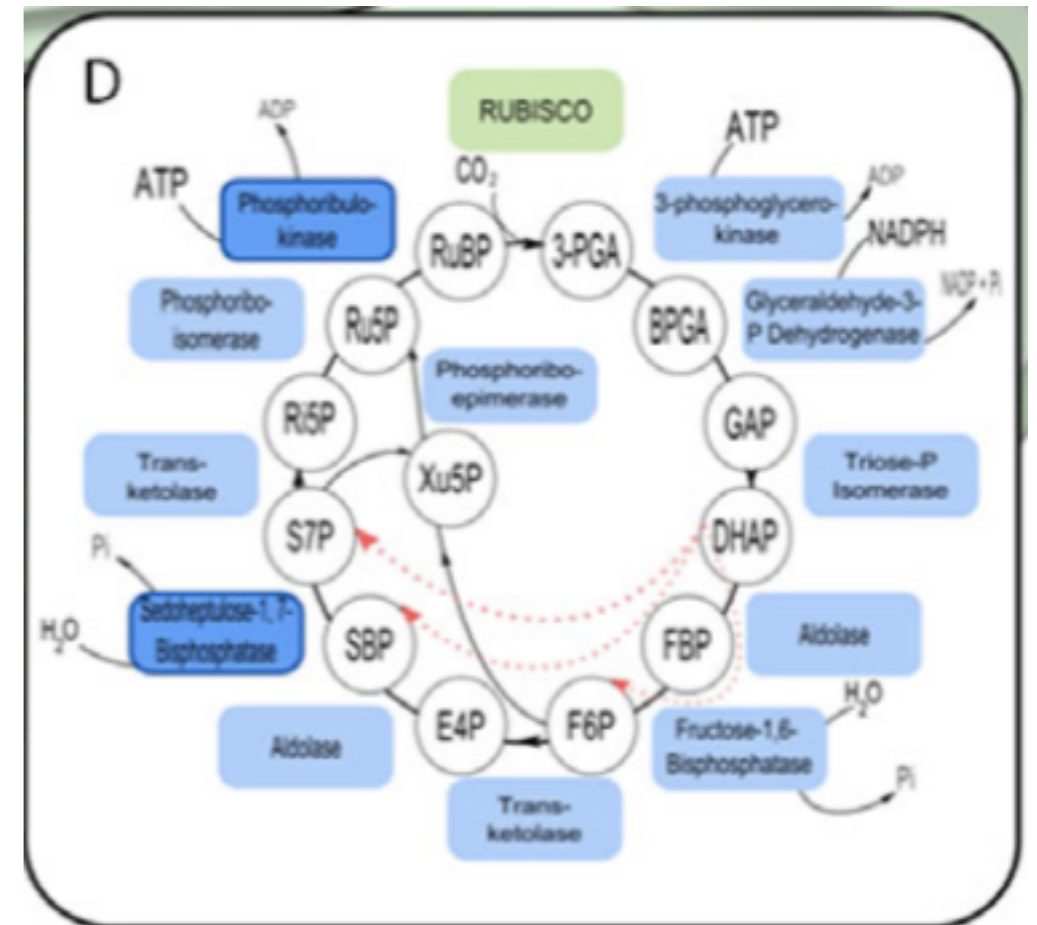 D
RUBISCO
ADP
ATP
Phosphoribulo-
kinase
CO2
ATP
3-phosphoglycero-
kinase
ADP
NADPH
Glyceraldehyde-3-
P Dehydrogenase
NADP + Pi
RuBP
3-PGA
Phosphoribo-
isomerase
Ru5P
BPGA
Phosphoribo-
epimerase
Ri5P
GAP
Trans-
ketolase
Xu5P
Triose-P
Isomerase
S7P
DHAP
Pi
Sedoheptulose-1, 7-
Bisphosphatase
H2O
SBP
FBP
Aldolase
H2O
E4P
F6P
Fructose-1,6-
Bisphosphatase
Pi
Aldolase
Trans-
ketolase